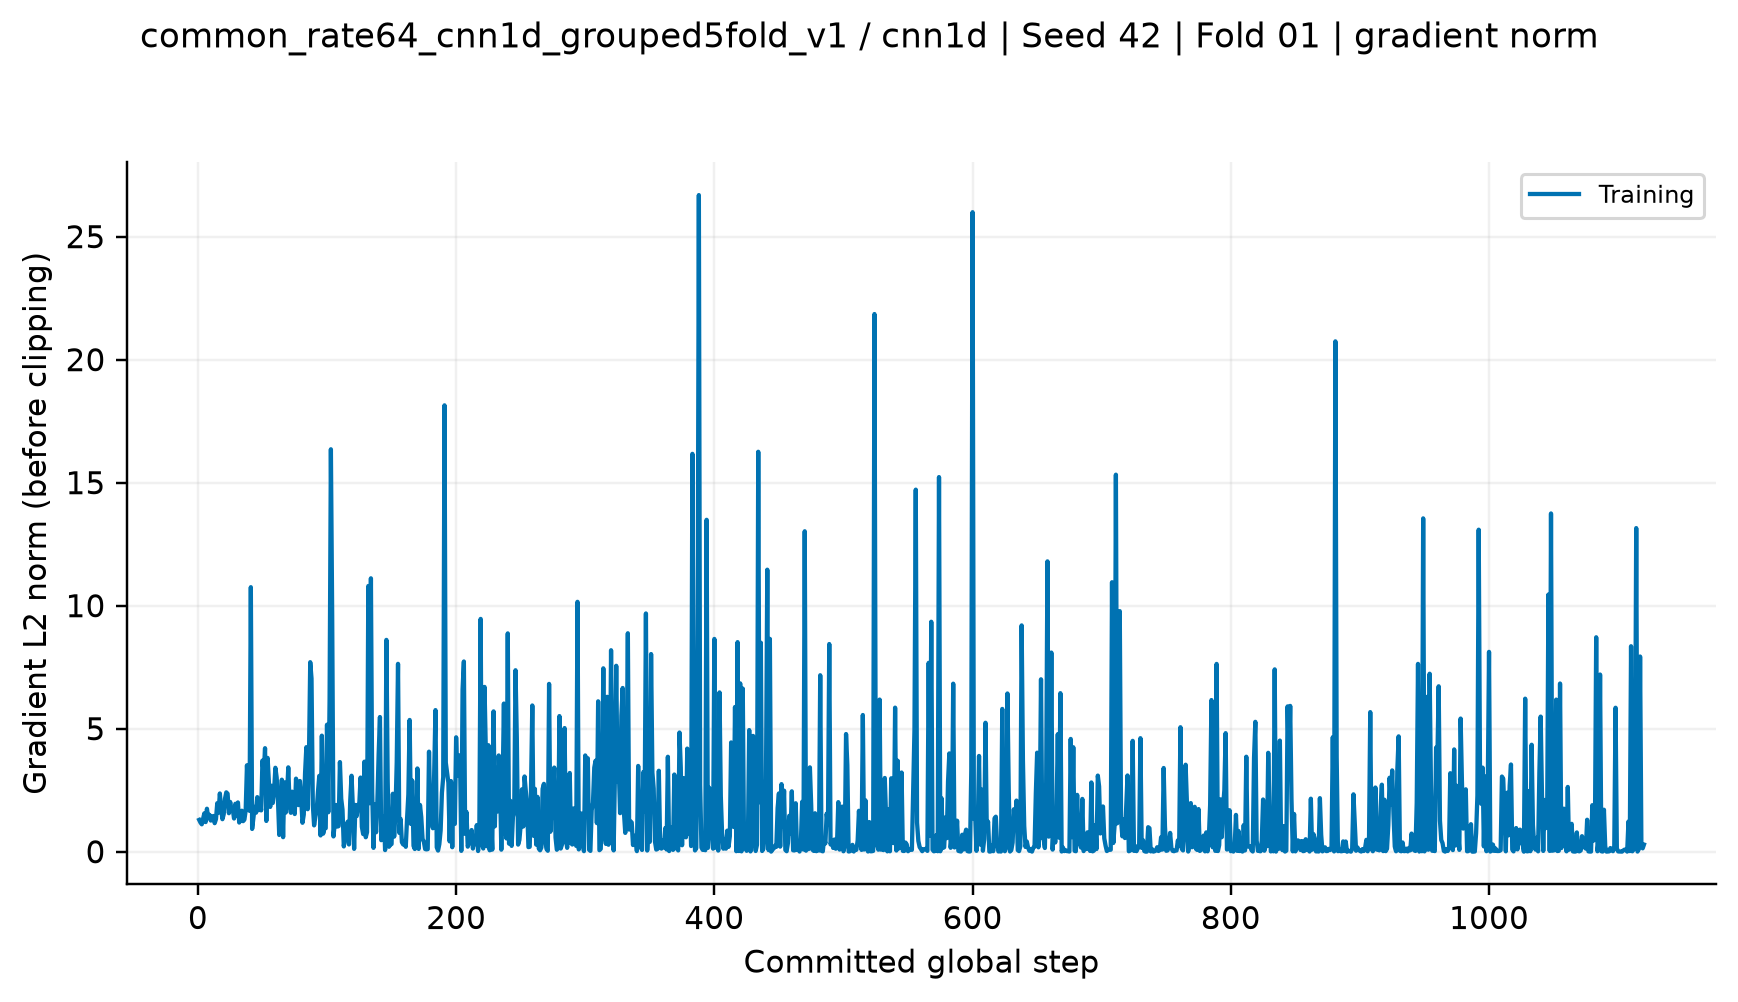 common_rate64_cnn1d_grouped5fold_v1 / cnn1d | Seed 42 | Fold 01 | gradient norm
Training
Gradient L2 norm (before clipping)
25
20
15
10
5
0
0 200 400 600 800 1000
Committed global step